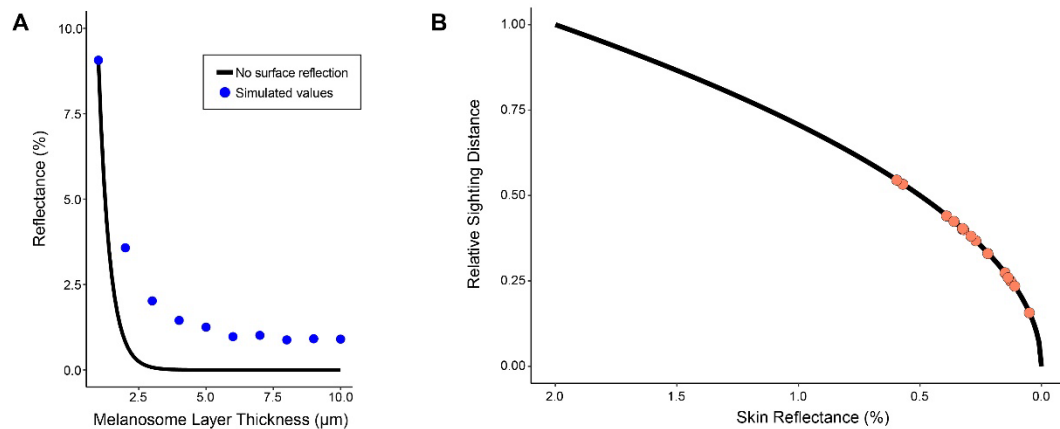 A
Reflectance (%)
10.0
7.5
5.0
2.5
0.0
No surface reflection
Simulated values
2.5 5.0 7.5 10.0
Melanosome Layer Thickness (µm)
B
Relative Sighting Distance
1.00
0.75
0.50
0.25
0.00
2.0 1.5 1.0 0.5 0.0
Skin Reflectance (%)